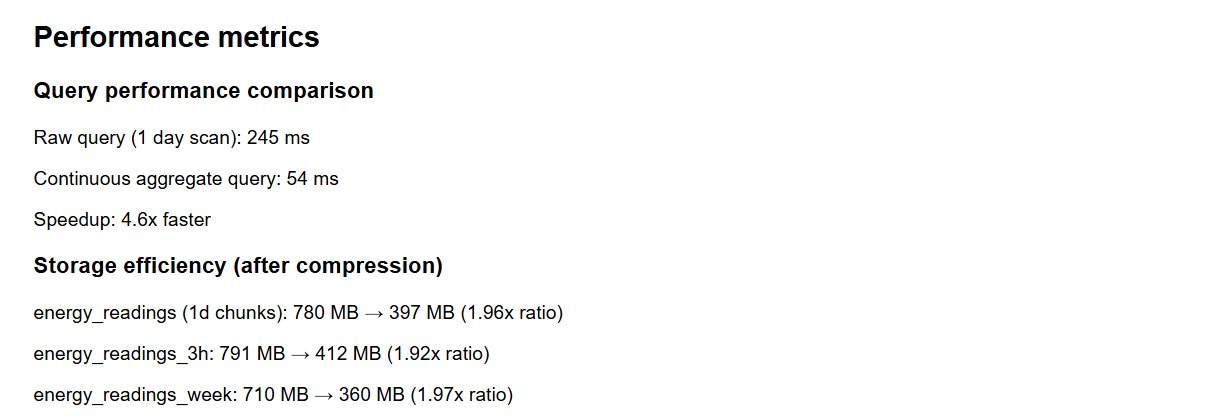 Performance metrics
Query performance comparison
Raw query (1 day scan): 245 ms
Continuous aggregate query: 54 ms
Speedup: 4.6x faster
Storage efficiency (after compression)
energy_readings (1d chunks): 780 MB → 397 MB (1.96x ratio)
energy_readings_3h: 791 MB → 412 MB (1.92x ratio)
energy_readings_week: 710 MB → 360 MB (1.97x ratio)